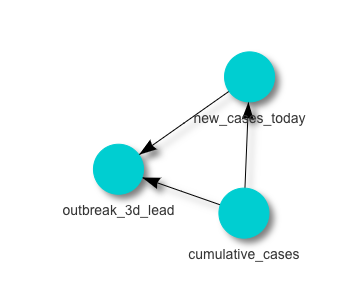 new_cases_today
outbreak_3d_lead
cumulative_cases